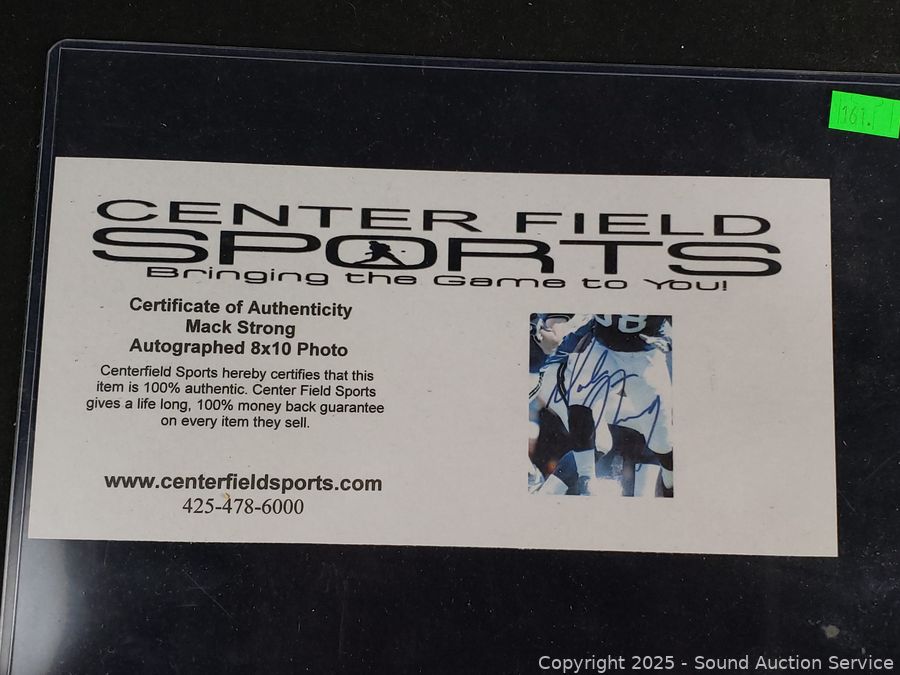 161.
CENTER FIELD
SPORTS
Bringing the Game to You!
Certificate of Authenticity
Mack Strong
Autographed 8x10 Photo
Centerfield Sports hereby certifies that this
item is 100% authentic. Center Field Sports
gives a life long, 100% money back guarantee
on every item they sell.
www.centerfieldsports.com
425-478-6000
Copyright © 2025 - Sound Auction Service